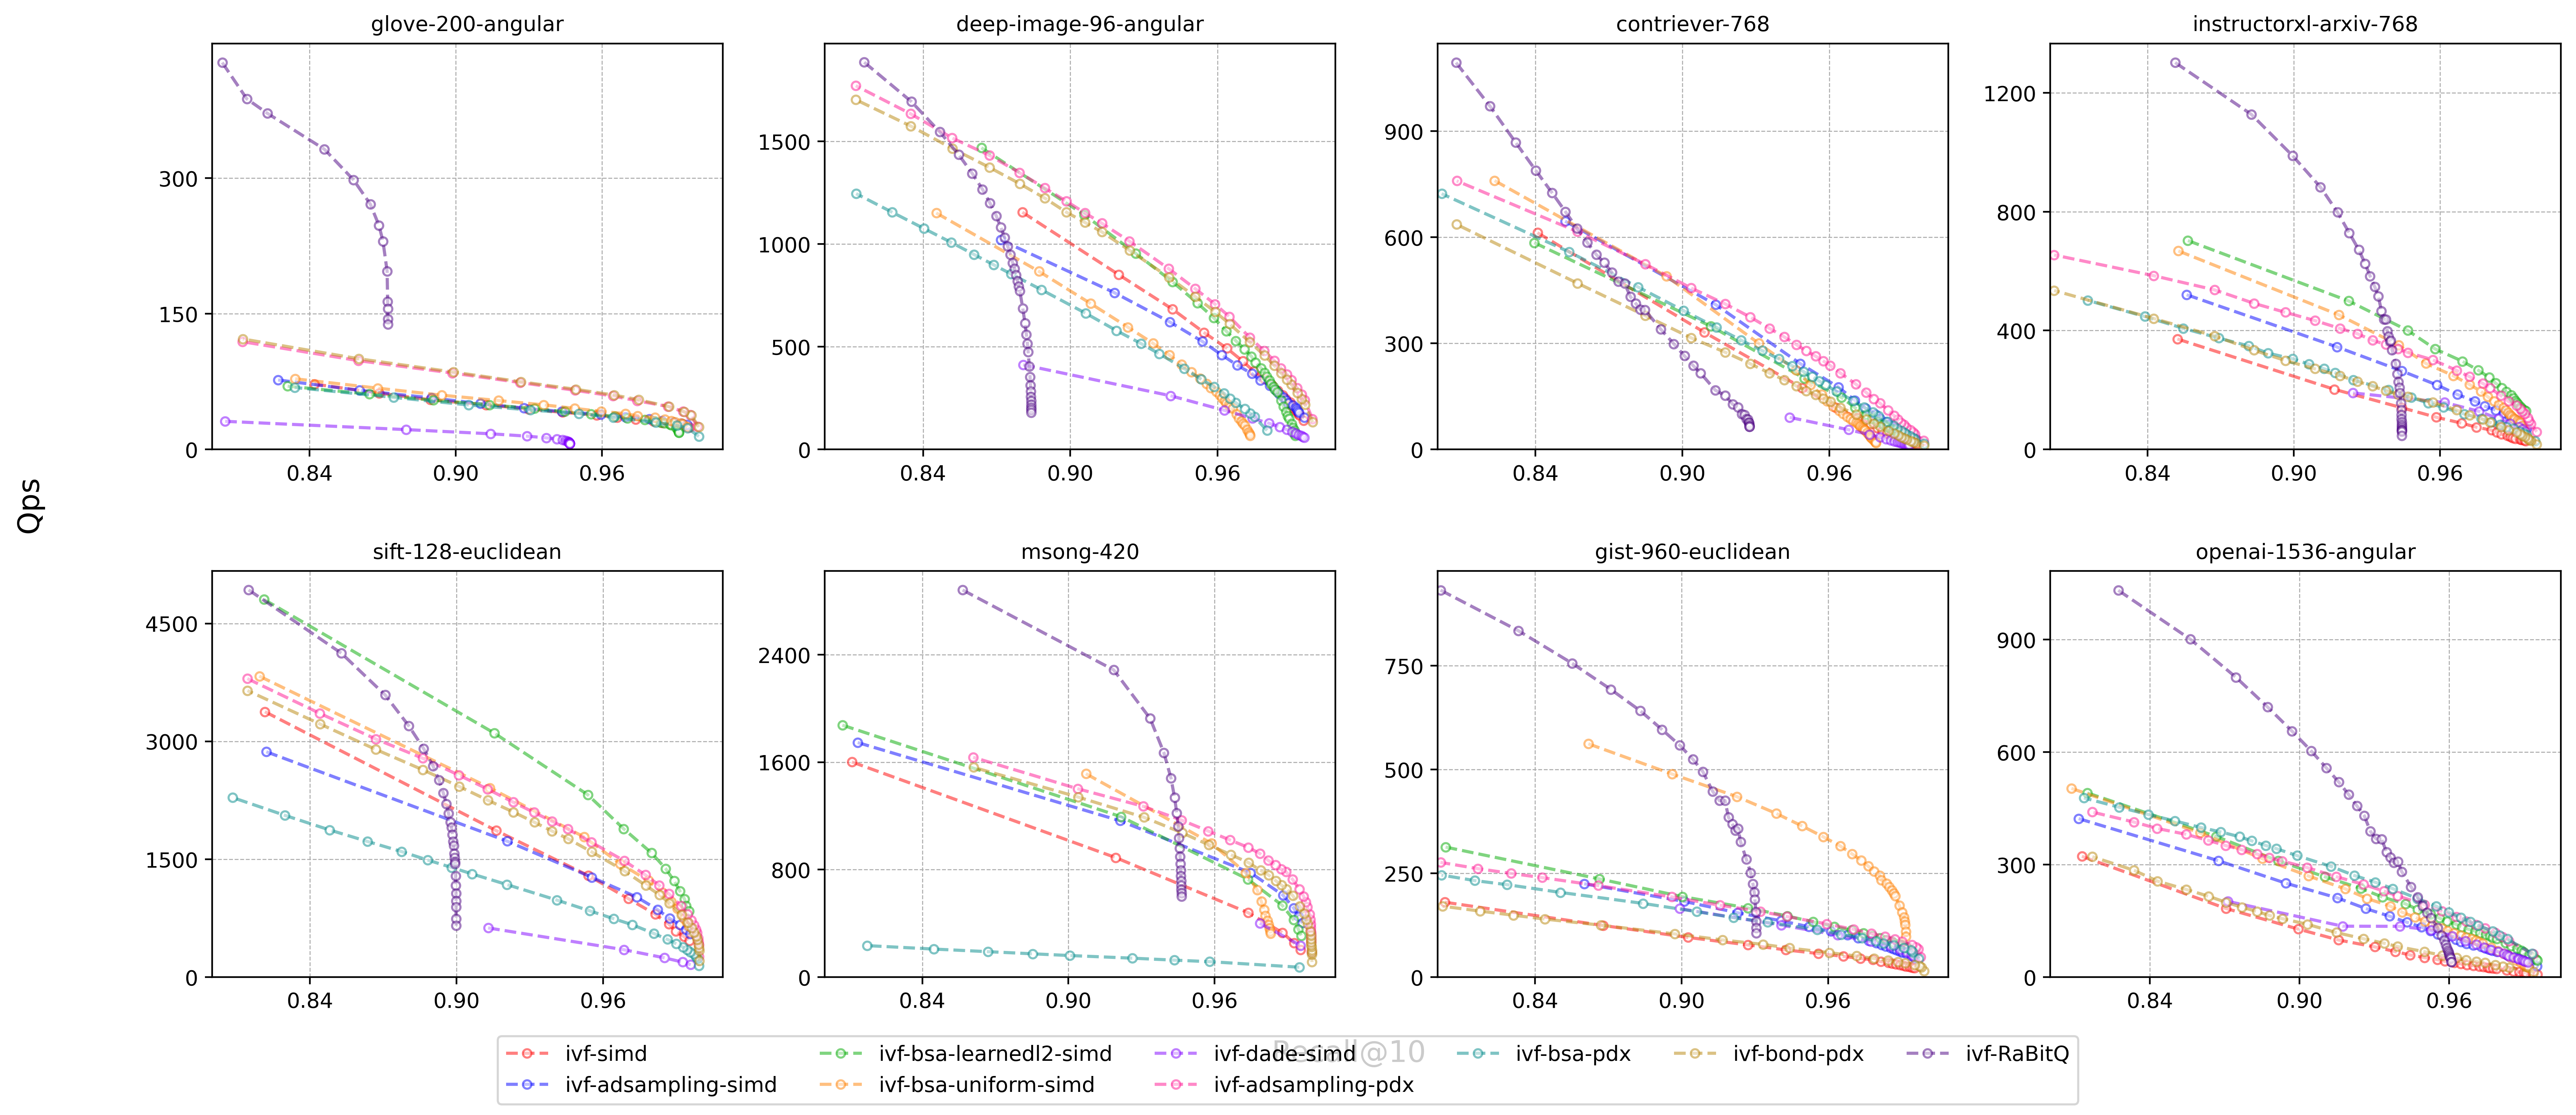 glove-200-angular
deep-image-96-angular
contriever-768
instructorxl-arxiv-768
300
150
0
0.84 0.90 0.96
1500
1000
500
0
0.84 0.90 0.96
900
600
300
0
0.84 0.90 0.96
1200
800
400
0
0.84 0.90 0.96
Qps
sift-128-euclidean
msong-420
gist-960-euclidean
openai-1536-angular
4500
3000
1500
0
0.84 0.90 0.96
2400
1600
800
0
0.84 0.90 0.96
750
500
250
0
0.84 0.90 0.96
900
600
300
0
0.84 0.90 0.96
Recall@10
ivf-simd
ivf-adsampling-simd
ivf-bsa-learnedl2-simd
ivf-bsa-uniform-simd
ivf-dade-simd
ivf-adsampling-pdx
ivf-bsa-pdx
ivf-bond-pdx
ivf-RaBitQ